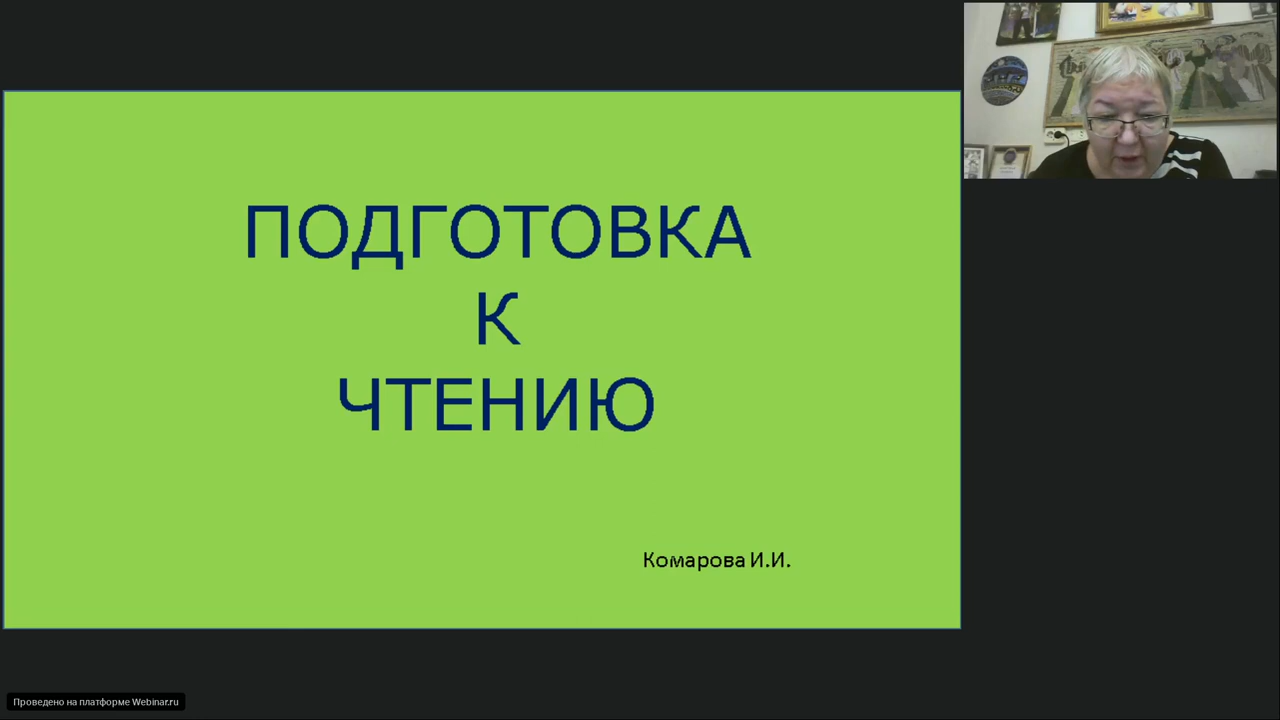 ПОДГОТОВКА
К
ЧТЕНИЮ
Комарова И.И.
Проведено на платформе Webinar.ru